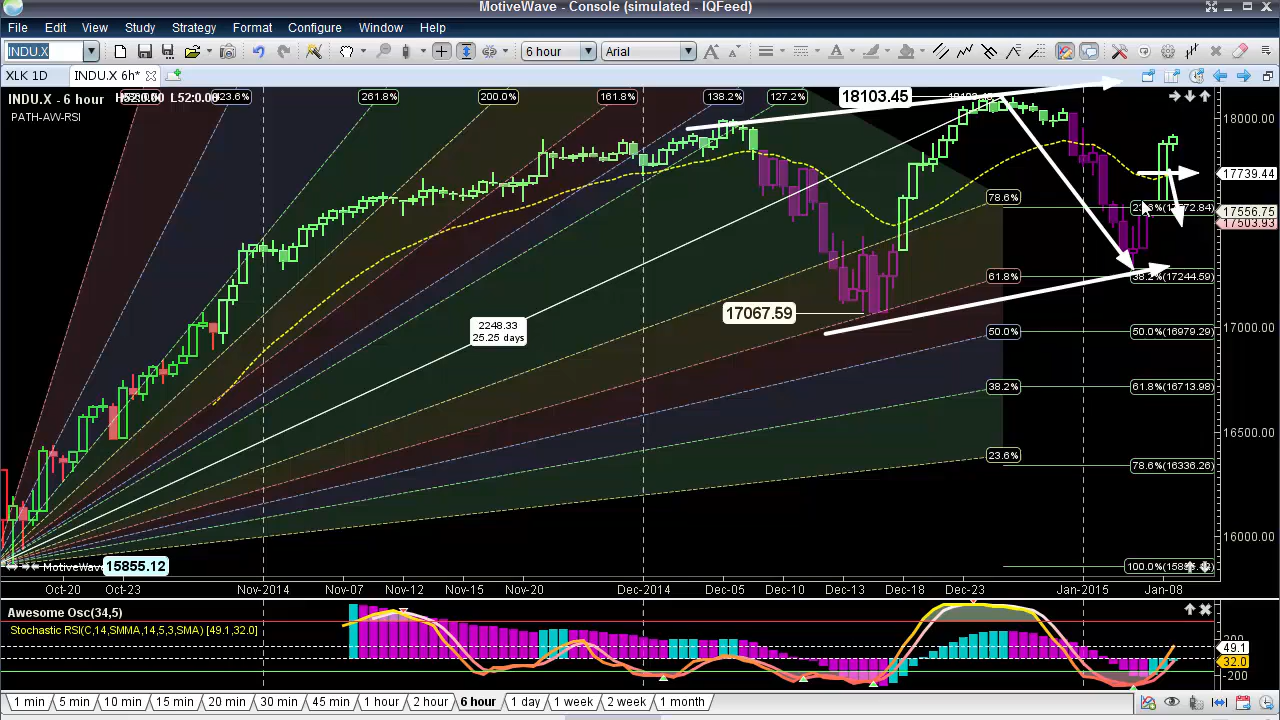 MotiveWave - Console (simulated - IQFeed)
File Edit View Study Strategy Format Configure Window Help
INDU.X 6 hour Arial
XLK 1D INDU.X 6h*
INDU.X - 6 hour
PATH-AW-RSI
261.8% 200.0% 161.8% 138.2% 127.2%
18103.45
18000.00
17739.44
78.6%
17556.75
17503.93
61.8% 38.2%(17244.59)
17067.59
2248.33
25.25 days
50.0% 50.0%(16979.29)
17000.00
38.2% 61.8%(16713.98)
16500.00
23.6% 78.6%(16336.26)
16000.00
MotiveWave 15855.12
Oct-20 Oct-23 Nov-2014 Nov-07 Nov-12 Nov-15 Nov-20 Dec-2014 Dec-05 Dec-10 Dec-13 Dec-18 Dec-23 Jan-2015 Jan-08
Awesome Osc(34,5)
Stochastic RSI(C,14,SMMA,14,5,3,SMA) [49.1,32.0]
200
49.1
32.0
-200
1 min 5 min 10 min 15 min 20 min 30 min 45 min 1 hour 2 hour 6 hour 1 day 1 week 2 week 1 month